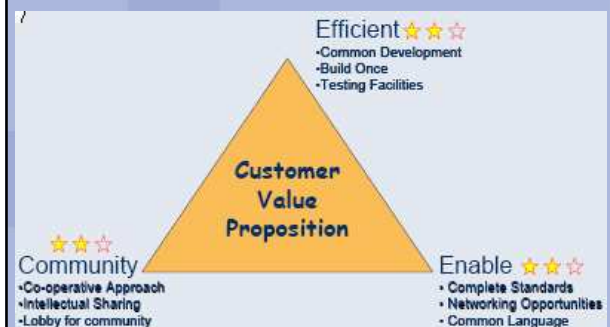 Efficient
•Common Development
•Build Once
•Testing Facilities
Customer
Value
Proposition
Community
•Co-operative Approach
•Intellectual Sharing
•Lobby for community
Enable
• Complete Standards
• Networking Opportunities
• Common Language